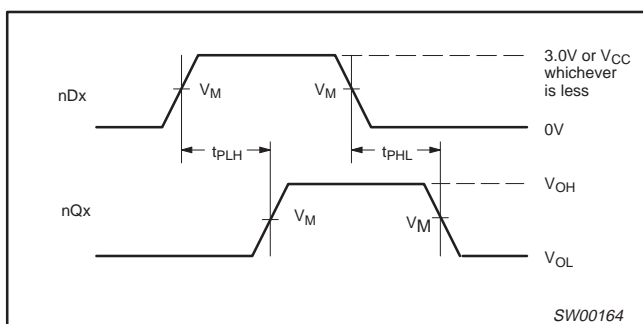 3.0V or VCC
whichever
is less
nDx
VM
VM
0V
tPLH
tPHL
VOH
nQx
VM
VM
VOL
SW00164